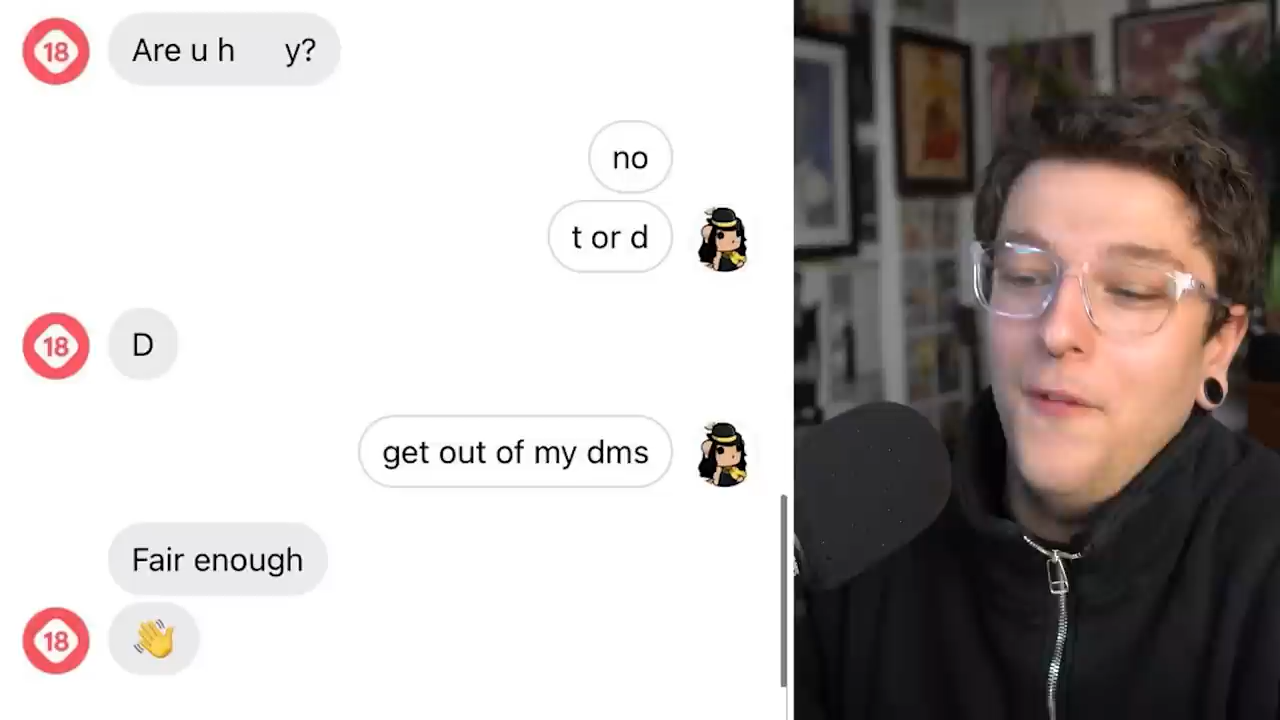 18 Are u h y?
no
t or d
18 D
get out of my dms
Fair enough
18 👋